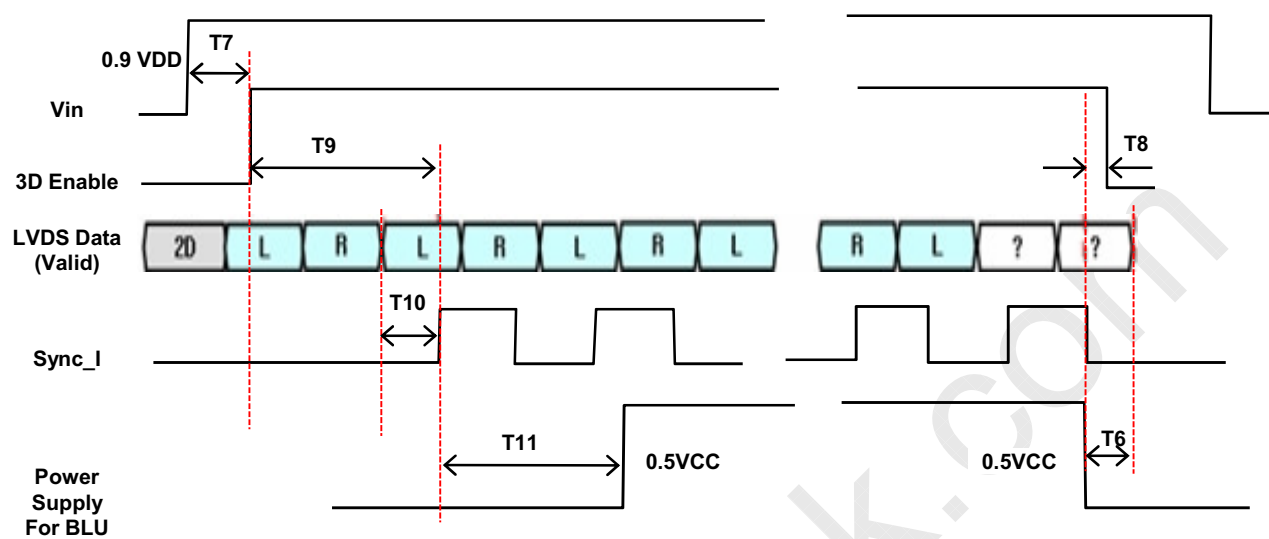 T7
0.9 VDD
Vin
T9
T8
3D Enable
LVDS Data
(Valid)
2D L R L R L R L R L ? ?
T10
Sync_I
T11
0.5VCC
0.5VCC
T6
Power
Supply
For BLU
k.com